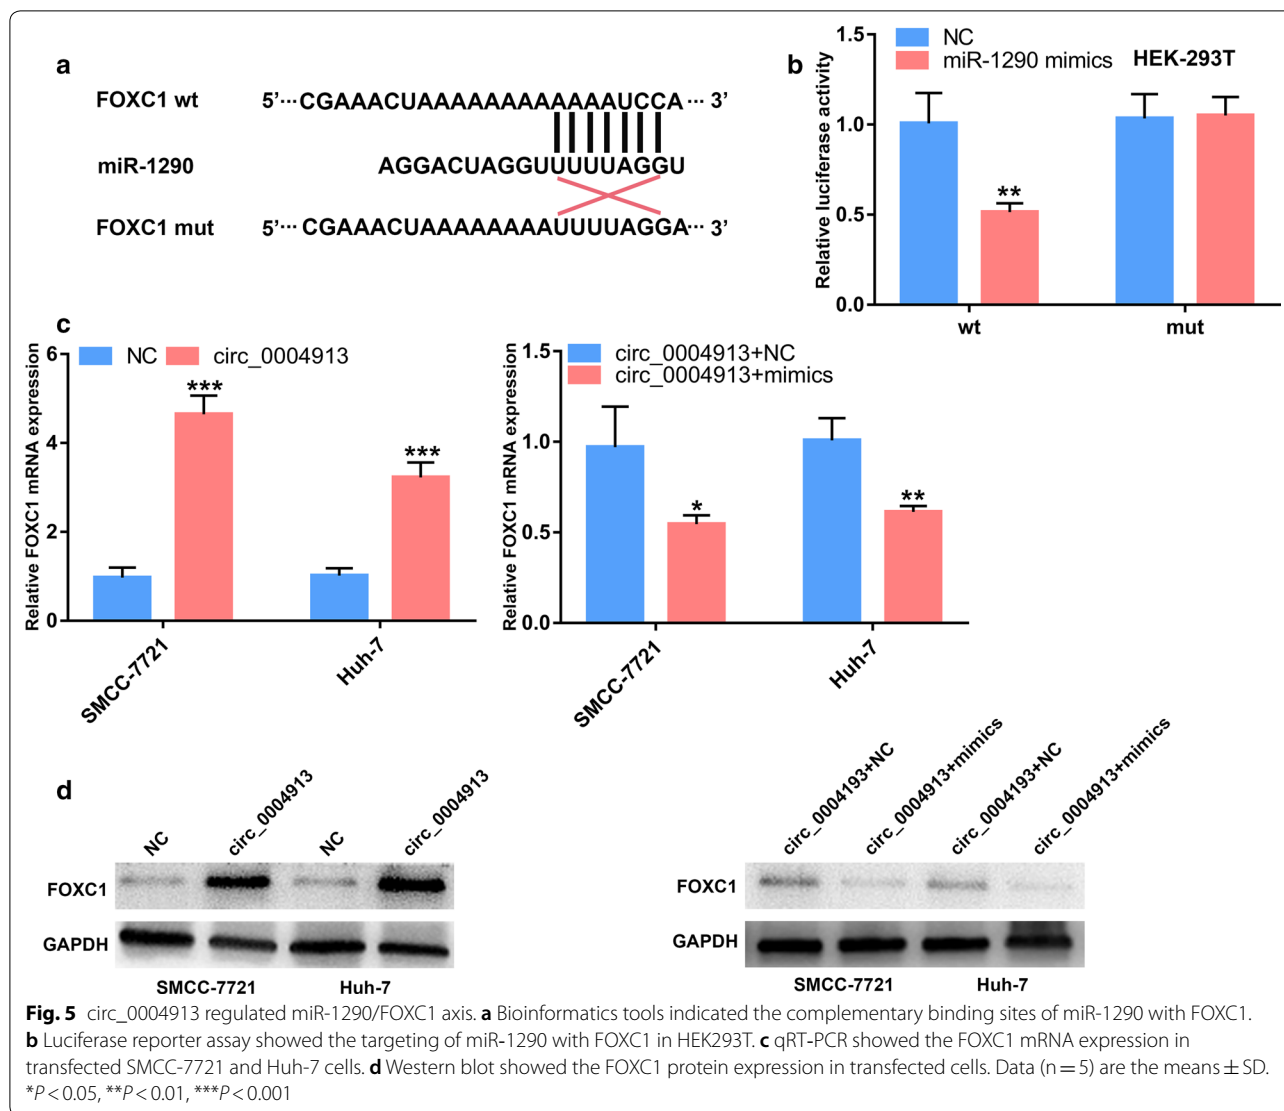 a
FOXC1 wt 5’··· CGAAACUAAAAAAAAAAAAAUCCA ··· 3’
miR-1290 AGGACUAGGUUUUUAGGU
FOXC1 mut 5’··· CGAAACUAAAAAAAAUUUUAGGA ··· 3’
b
NC
miR-1290 mimics
HEK-293T
Relative luciferase activity
1.5
1.0
0.5
0.0
**
wt mut
c
NC circ_0004913
Relative FOXC1 mRNA expression
6
4
2
0
***
***
SMCC-7721 Huh-7
circ_0004913+NC
circ_0004913+mimics
Relative FOXC1 mRNA expression
1.5
1.0
0.5
0.0
*
**
SMCC-7721 Huh-7
d
NC circ_0004913 NC circ_0004913
FOXC1
GAPDH
SMCC-7721 Huh-7
circ_0004193+NC circ_0004913+mimics circ_0004193+NC circ_0004913+mimics
FOXC1
GAPDH
SMCC-7721 Huh-7
Fig. 5 circ_0004913 regulated miR-1290/FOXC1 axis. a Bioinformatics tools indicated the complementary binding sites of miR-1290 with FOXC1.
b Luciferase reporter assay showed the targeting of miR-1290 with FOXC1 in HEK293T. c qRT-PCR showed the FOXC1 mRNA expression in
transfected SMCC-7721 and Huh-7 cells. d Western blot showed the FOXC1 protein expression in transfected cells. Data (n = 5) are the means ± SD.
*P < 0.05, **P < 0.01, ***P < 0.001